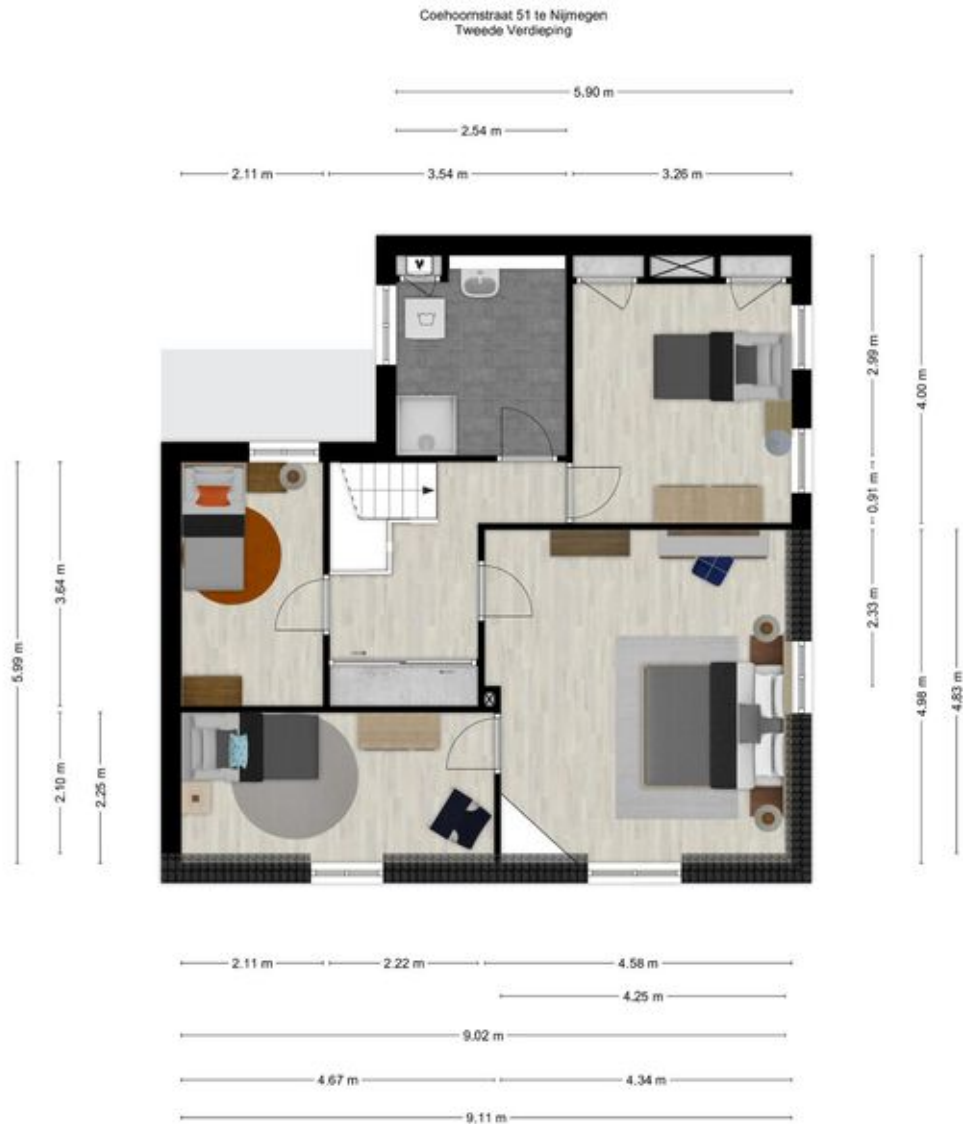 Coehoornstraat 51 te Nijmegen
Tweede Verdieping
5.90 m
2.54 m
2.11 m
3.54 m
3.26 m
2.99 m
4.00 m
0.91 m
3.64 m
5.99 m
2.33 m
4.98 m
4.83 m
2.10 m
2.25 m
2.11 m
2.22 m
4.58 m
4.25 m
9.02 m
4.67 m
4.34 m
9.11 m